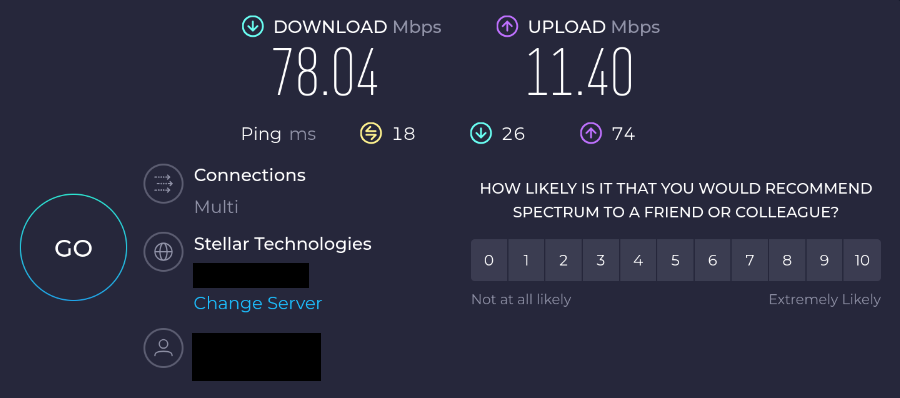 DOWNLOAD Mbps
78.04
UPLOAD Mbps
11.40
Ping ms 18 26 74
GO
Connections
Multi
Stellar Technologies
Change Server
HOW LIKELY IS IT THAT YOU WOULD RECOMMEND
SPECTRUM TO A FRIEND OR COLLEAGUE?
0 1 2 3 4 5 6 7 8 9 10
Not at all likely
Extremely Likely